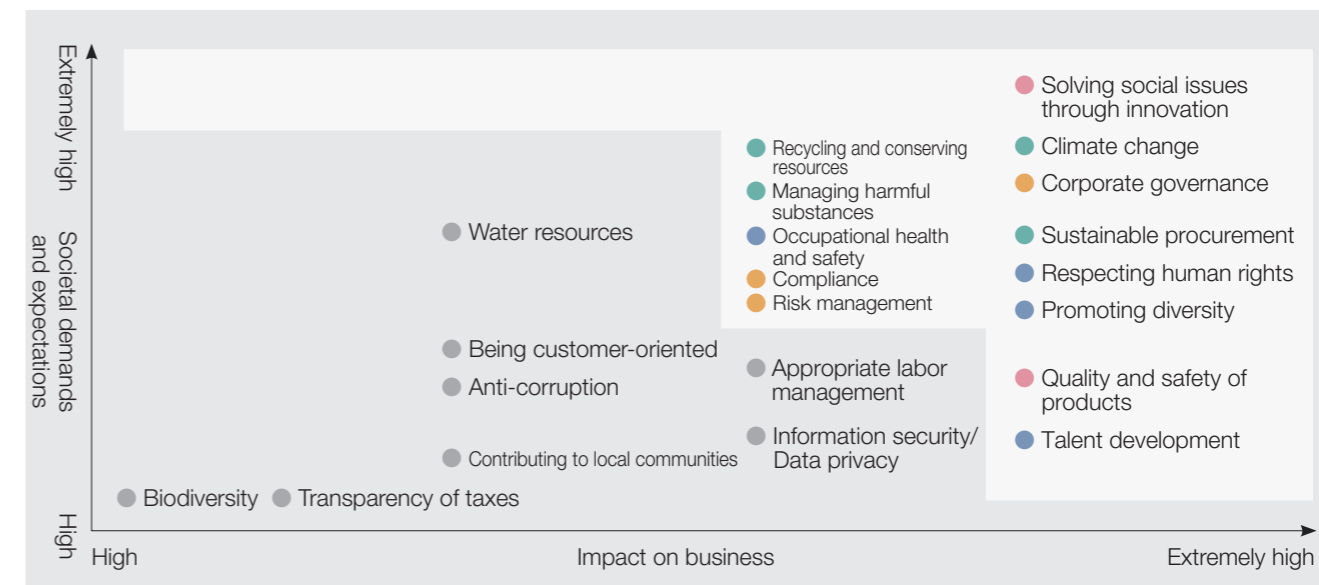 Extremely high
Societal demands
and expectations
High
Solving social issues
through innovation
Climate change
Corporate governance
Sustainable procurement
Respecting human rights
Promoting diversity
Quality and safety of
products
Talent development
Recycling and conserving
resources
Managing harmful
substances
Occupational health
and safety
Compliance
Risk management
Appropriate labor
management
Information security/
Data privacy
Water resources
Being customer-oriented
Anti-corruption
Contributing to local communities
Biodiversity
Transparency of taxes
High
Impact on business
Extremely high